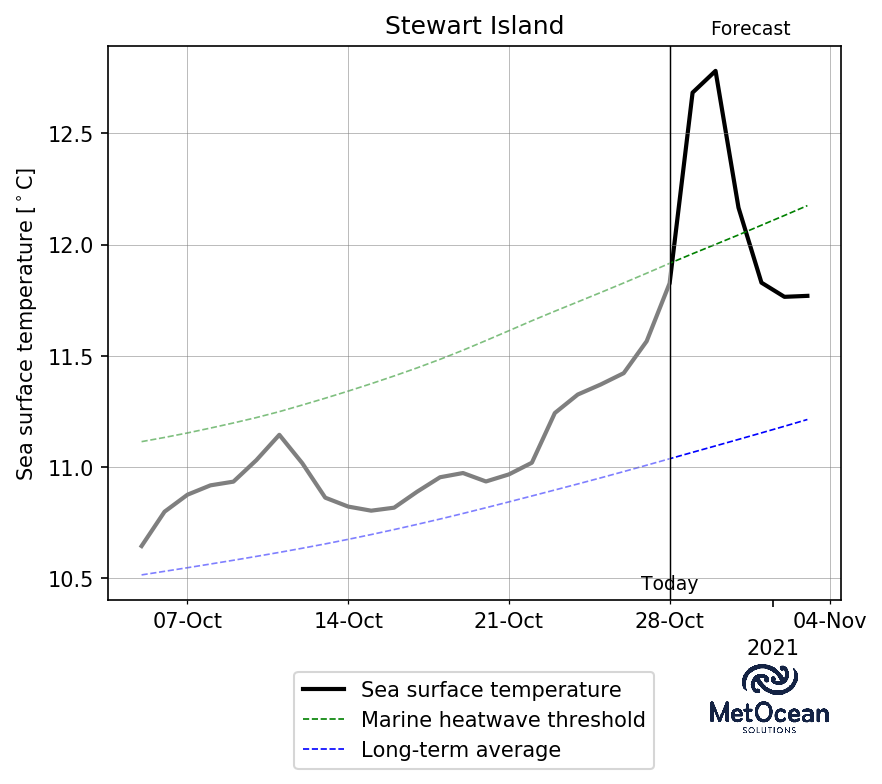 Stewart Island
Forecast
Sea surface temperature [°C]
12.5
12.0
11.5
11.0
10.5
Today
07-Oct
14-Oct
21-Oct
28-Oct
04-Nov
2021
Sea surface temperature
Marine heatwave threshold
Long-term average
MetOcean
SOLUTIONS